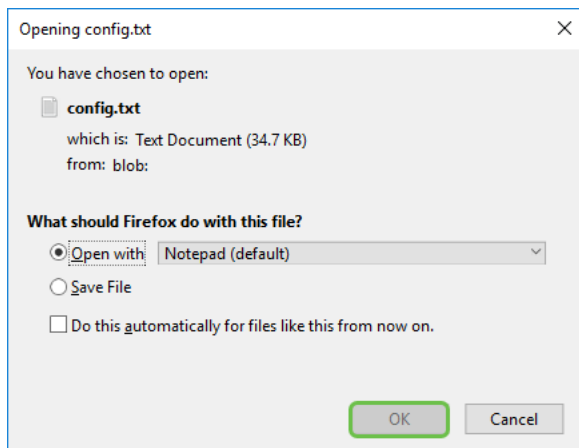 Opening config.txt
You have chosen to open:
config.txt
which is: Text Document (34.7 KB)
from: blob:
What should Firefox do with this file?
Open with Notepad (default)
Save File
Do this automatically for files like this from now on.
OK Cancel